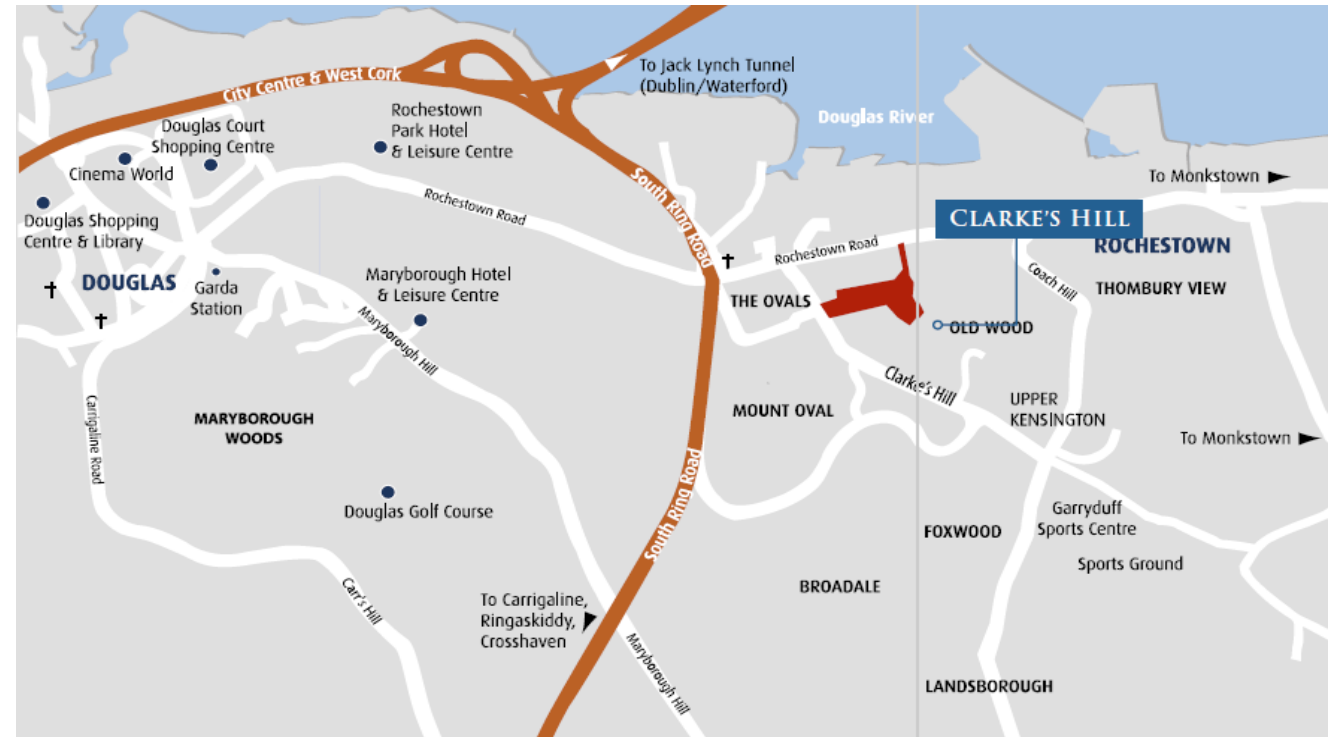 City Centre & West Cork
To Jack Lynch Tunnel
(Dublin/Waterford)
Rochestown
Park Hotel
& Leisure Centre
Douglas River
Douglas Court
Shopping Centre
Cinema World
To Monkstown
South Ring Road
Rochestown Road
Douglas Shopping
Centre & Library
CLARKE'S HILL
Rochestown Road
ROCHESTOWN
DOUGLAS
Garda
Station
Maryborough Hotel
& Leisure Centre
Coach Hill
THOMBURY VIEW
THE OVALS
OLD WOOD
Maryborough Hill
Clarke's Hill
Carrigaline Road
MARYBOROUGH
WOODS
MOUNT OVAL
UPPER
KENSINGTON
To Monkstown
South Ring Road
Douglas Golf Course
Garryduff
Sports Centre
FOXWOOD
Sports Ground
BROADALE
Carr's Hill
To Carrigaline,
Ringaskiddy,
Crosshaven
Maryborough Hill
LANDSBOROUGH